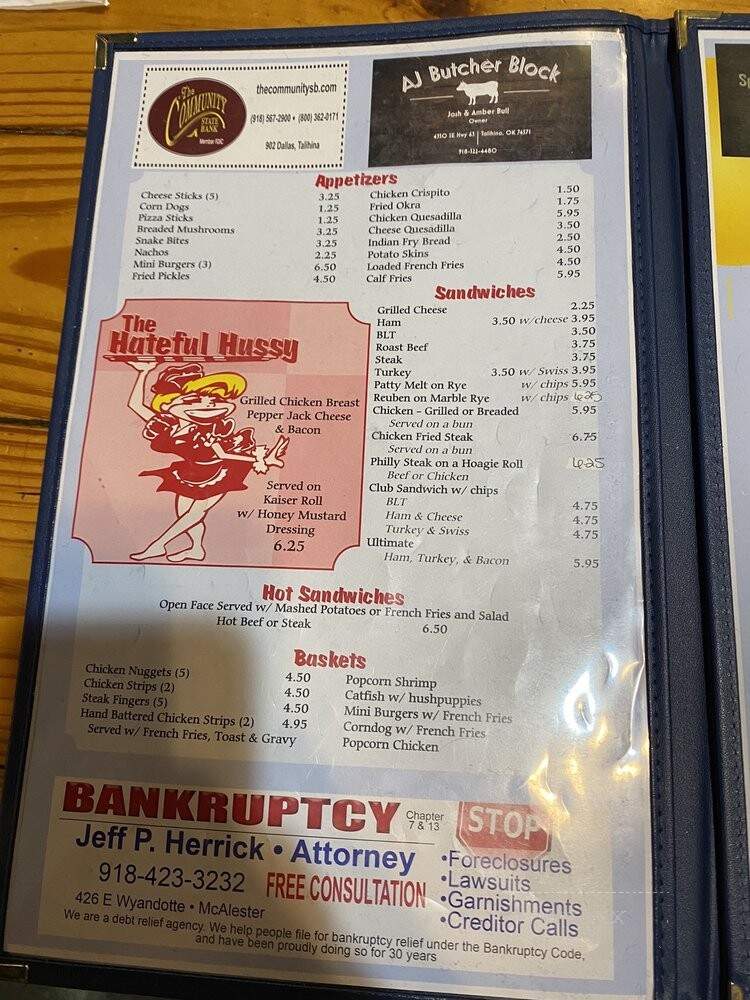 The
COMMUNITY
STATE
BANK
Member FDIC
thecommunitysb.com
(918) 567-2900 • (800) 362-0171
902 Dallas, Talihina
AJ Butcher Block
Josh & Amber Bull
Owner
Talihina, OK 74571
Appetizers
Cheese Sticks (5) 3.25
Corn Dogs 1.25
Pizza Sticks 1.25
Breaded Mushrooms 3.25
Snake Bites 3.25
Nachos 2.25
Mini Burgers (3) 6.50
Fried Pickles 4.50
Chicken Crispito 1.50
Fried Okra 1.75
Chicken Quesadilla 5.95
Cheese Quesadilla 3.50
Indian Fry Bread 2.50
Potato Skins 4.50
Loaded French Fries 4.50
Calf Fries 5.95
The
Hateful Hussy
Grilled Chicken Breast
Pepper Jack Cheese
& Bacon
Served on
Kaiser Roll
w/ Honey Mustard
Dressing
6.25
Sandwiches
Grilled Cheese 2.25
Ham 3.50 w/cheese 3.95
BLT 3.50
Roast Beef 3.75
Steak 3.75
Turkey 3.50 w/ Swiss 3.95
Patty Melt on Rye w/ chips 5.95
Reuben on Marble Rye w/ chips 6.25
Chicken - Grilled or Breaded 5.95
Served on a bun
Chicken Fried Steak 6.75
Served on a bun
Philly Steak on a Hoagie Roll 6.25
Beef or Chicken
Club Sandwich w/ chips
BLT 4.75
Ham & Cheese 4.75
Turkey & Swiss 4.75
Ultimate
Ham, Turkey, & Bacon 5.95
Hot Sandwiches
Open Face Served w/ Mashed Potatoes or French Fries and Salad
Hot Beef or Steak 6.50
Baskets
Chicken Nuggets (5) 4.50
Chicken Strips (2) 4.50
Steak Fingers (5) 4.50
Hand Battered Chicken Strips (2) 4.95
Served w/ French Fries, Toast & Gravy
Popcorn Shrimp
Catfish w/ hushpuppies
Mini Burgers w/ French Fries
Corndog w/ French Fries
Popcorn Chicken
BANKRUPTCY Chapter
7 & 13
Jeff P. Herrick • Attorney
918-423-3232 FREE CONSULTATION
426 E Wyandotte • McAlester
STOP
•Foreclosures
•Lawsuits
•Garnishments
•Creditor Calls
We are a debt relief agency. We help people file for bankruptcy relief under the Bankruptcy Code,
and have been proudly doing so for 30 years